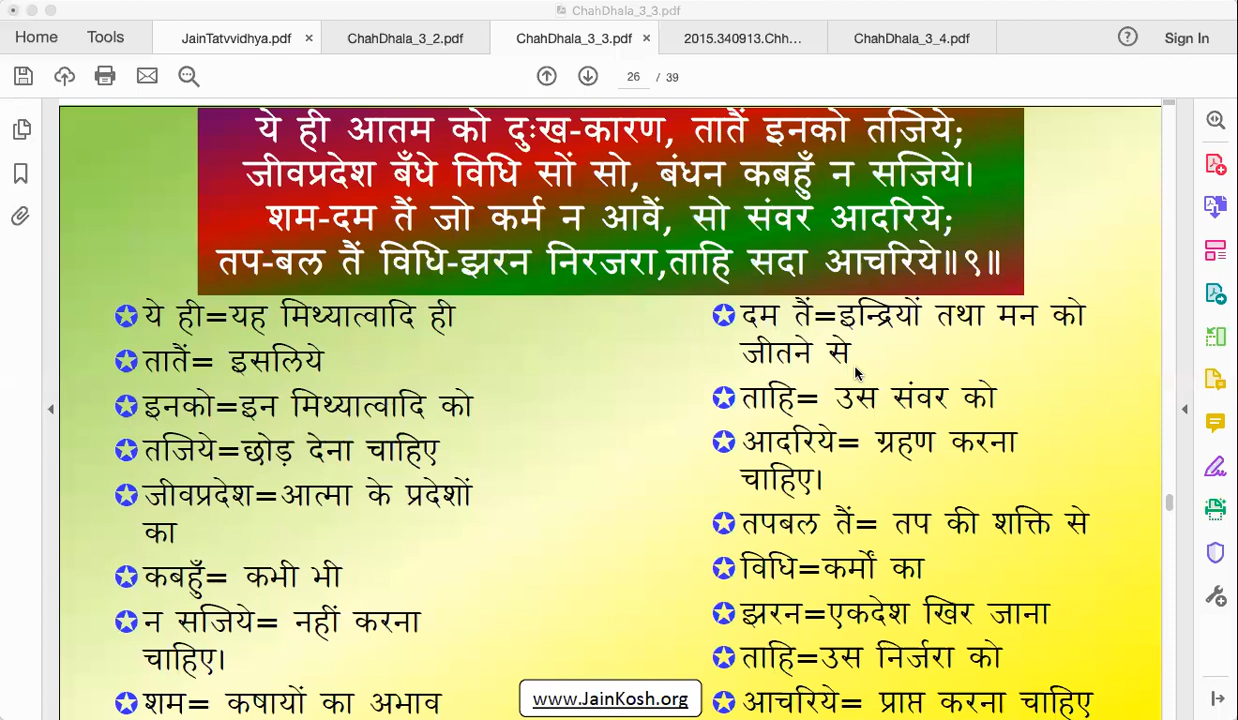 ChahDhala_3_3.pdf
Home
Tools
JainTatvvidhya.pdf ×
ChahDhala_3_2.pdf
ChahDhala_3_3.pdf ×
2015.340913.Chh...
ChahDhala_3_4.pdf
Sign In
26 / 39
ये ही आतम को दुःख-कारण, तातैं इनको तजिये;
जीवप्रदेश बँधे विधि सों सो, बंधन कबहुँ न सजिये।
शम-दम तैं जो कर्म न आवैं, सो संवर आदरिये;
तप-बल तैं विधि-झरन निरजरा,ताहि सदा आचरिये॥९॥
ये ही=यह मिथ्यात्वादि ही
तातैं= इसलिये
इनको=इन मिथ्यात्वादि को
तजिये=छोड़ देना चाहिए
जीवप्रदेश=आत्मा के प्रदेशों
का
कबहुँ= कभी भी
न सजिये= नहीं करना
चाहिए।
शम= कषायों का अभाव
दम तैं=इन्द्रियों तथा मन को
जीतने से
ताहि= उस संवर को
आदरिये= ग्रहण करना
चाहिए।
तपबल तैं= तप की शक्ति से
विधि=कर्मों का
झरन=एकदेश खिर जाना
ताहि=उस निर्जरा को
आचरिये= प्राप्त करना चाहिए
www.JainKosh.org